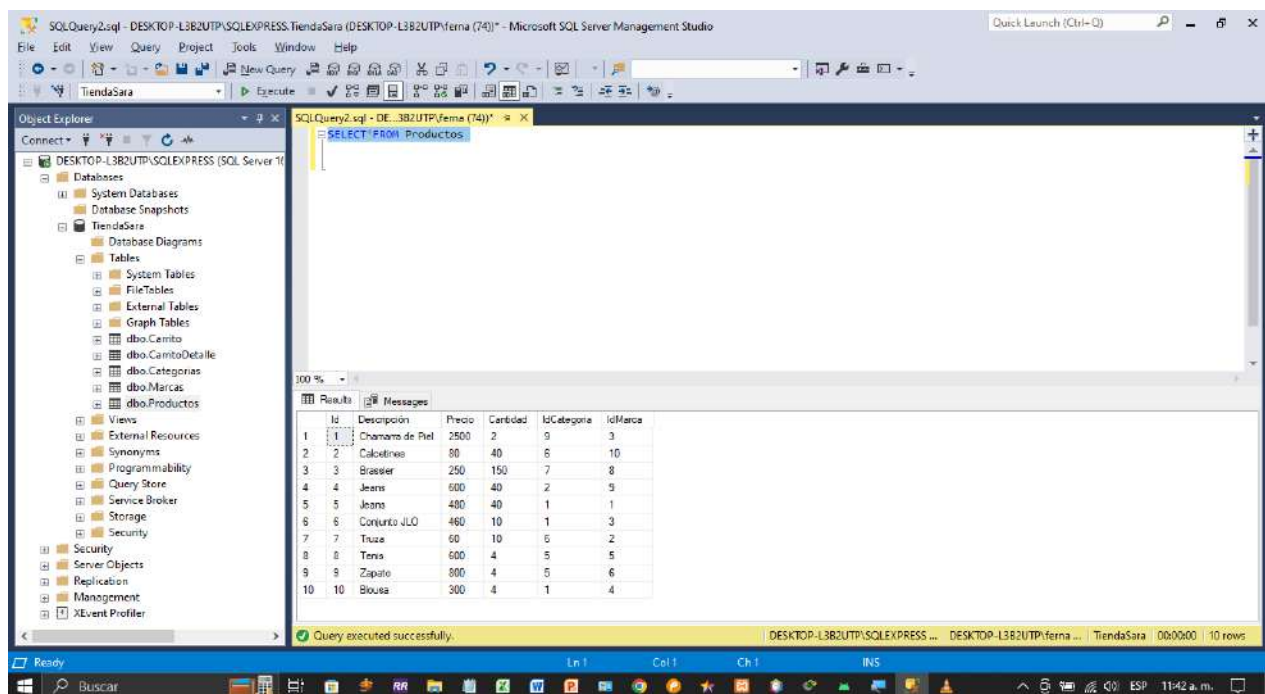 SQLQuery2.sql - DESKTOP-L3B2UTP\SQLEXPRESS.TiendaSara (DESKTOP-L3B2UTP\ferna (74))* - Microsoft SQL Server Management Studio
Quick Launch (Ctrl+Q)
File Edit View Query Project Tools Window Help
New Query
TiendaSara
Execute
Object Explorer
SQLQuery2.sql - DE...3B2UTP\ferna (74))*
Connect
SELECT*FROM Productos
DESKTOP-L3B2UTP\SQLEXPRESS (SQL Server 16
Databases
System Databases
Database Snapshots
TiendaSara
Database Diagrams
Tables
System Tables
FileTables
External Tables
Graph Tables
dbo.Carrito
dbo.CarritoDetalle
dbo.Categorias
dbo.Marcas
dbo.Productos
Views
External Resources
Synonyms
Programmability
Query Store
Service Broker
Storage
Security
Security
Server Objects
Replication
Management
XEvent Profiler
100 %
Results Messages
Id Descripción Precio Cantidad IdCategoria IdMarca
1 1 Chamarra de Piel 2500 2 9 3
2 2 Calcetines 80 40 6 10
3 3 Brassier 250 150 7 8
4 4 Jeans 600 40 2 9
5 5 Jeans 480 40 1 1
6 6 Conjunto JLO 460 10 1 3
7 7 Truza 60 10 6 2
8 8 Tenis 600 4 5 5
9 9 Zapato 800 4 5 6
10 10 Blousa 300 4 1 4
Query executed successfully.
DESKTOP-L3B2UTP\SQLEXPRESS ... DESKTOP-L3B2UTP\ferna ... TiendaSara 00:00:00 10 rows
Ready Ln 1 Col 1 Ch 1 INS
Buscar
ESP 11:42 a. m.